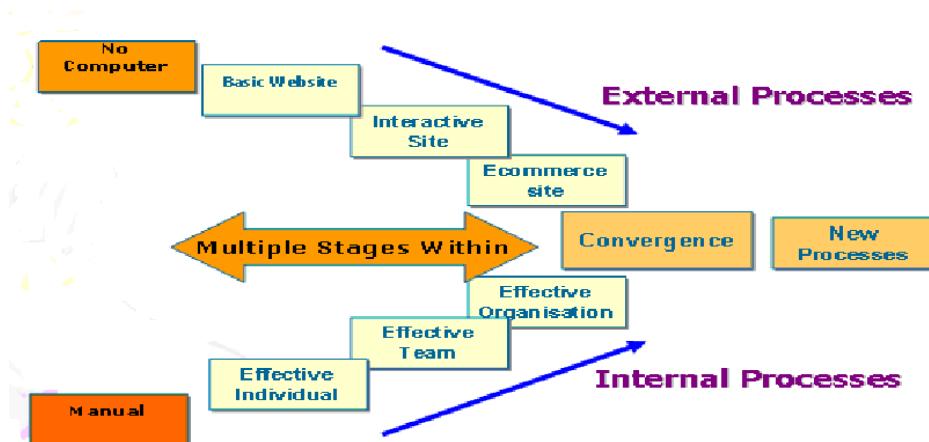 No
Computer
Basic Website
External Processes
Interactive
Site
Ecommerce
site
Multiple Stages Within
Convergence
New
Processes
Effective
Organisation
Effective
Team
Effective
Individual
Internal Processes
Manual